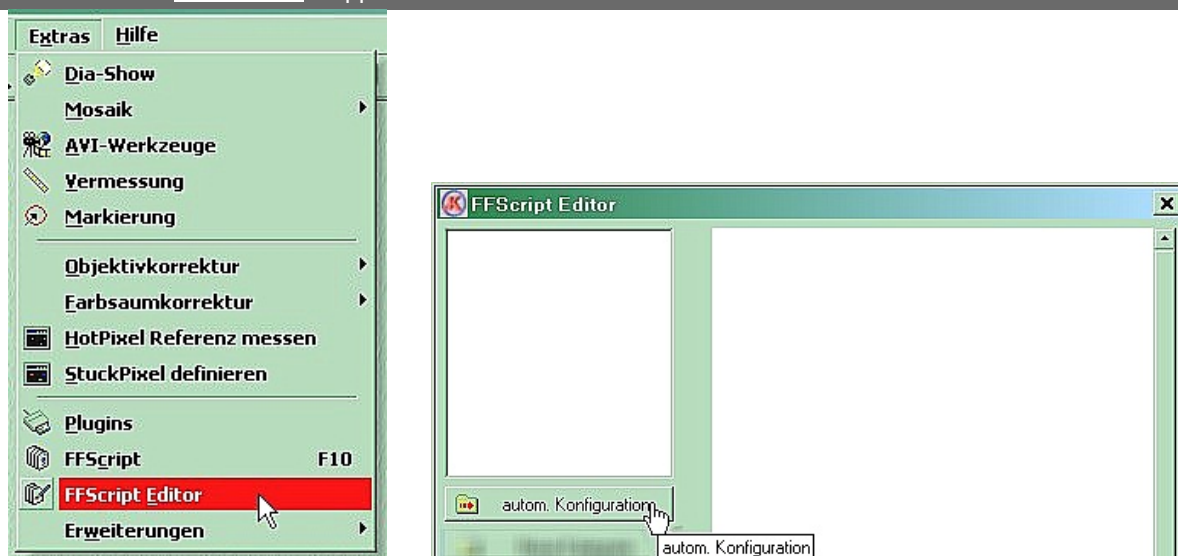 Extras Hilfe
Dia-Show
Mosaik
AVI-Werkzeuge
Vermessung
Markierung
Objektivkorrektur
Farbsaumkorrektur
HotPixel Referenz messen
StuckPixel definieren
Plugins
FFScript F10
FFScript Editor
Erweiterungen
FFScript Editor
autom. Konfiguration
autom. Konfiguration